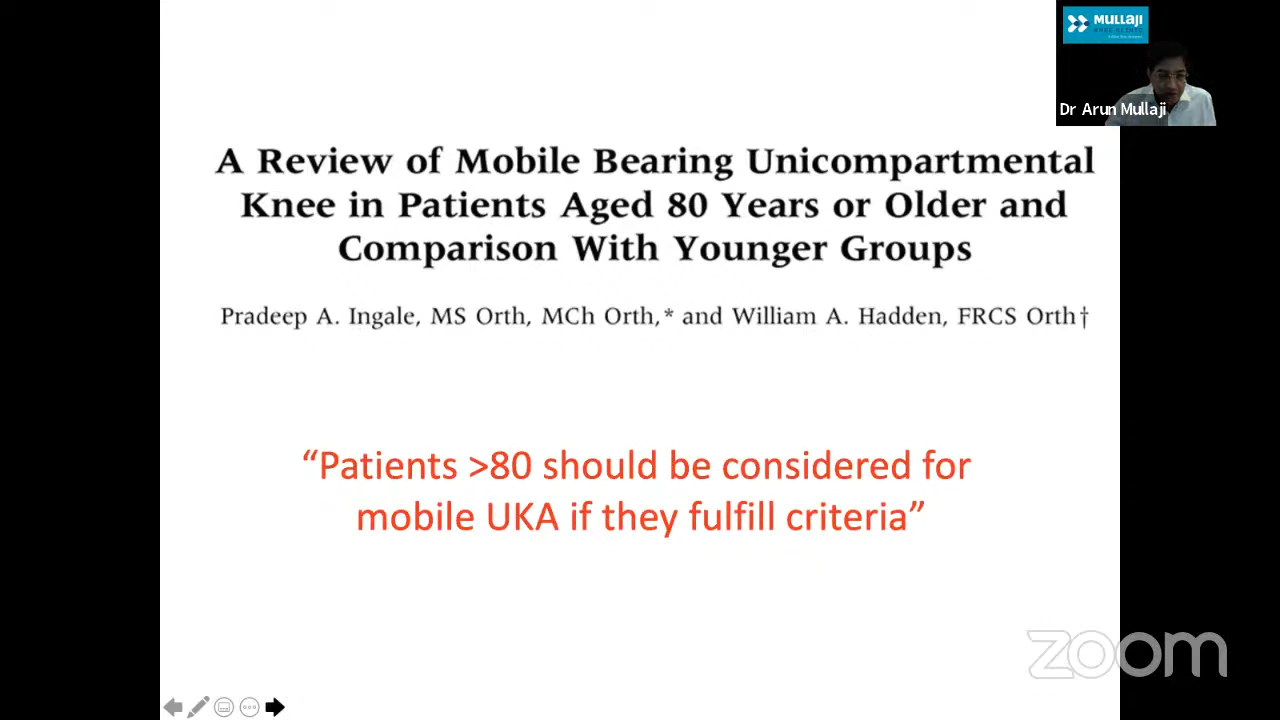 MULLAJI
Dr Arun Mullaji
A Review of Mobile Bearing Unicompartmental
Knee in Patients Aged 80 Years or Older and
Comparison With Younger Groups
Pradeep A. Ingale, MS Orth, MCh Orth,* and William A. Hadden, FRCS Orth†
“Patients >80 should be considered for
mobile UKA if they fulfill criteria”
zoom